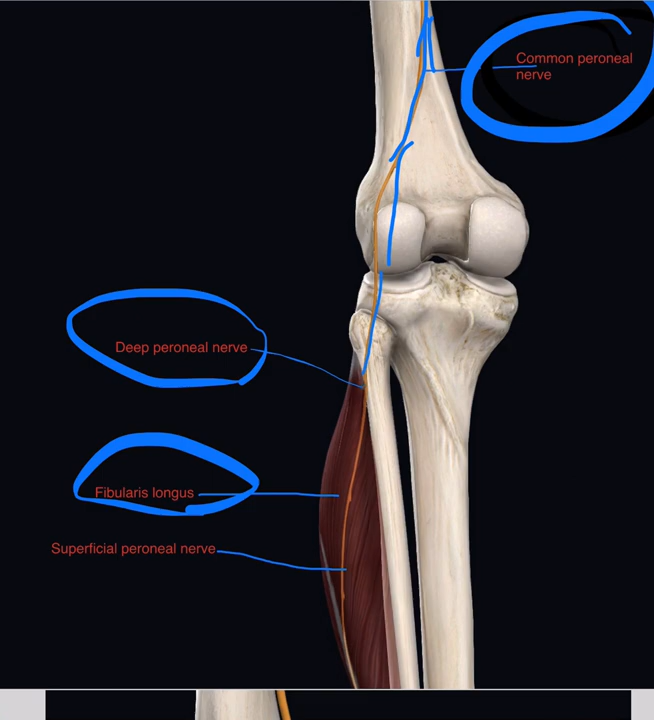 Common peroneal
nerve
Deep peroneal nerve
Fibularis longus
Superficial peroneal nerve